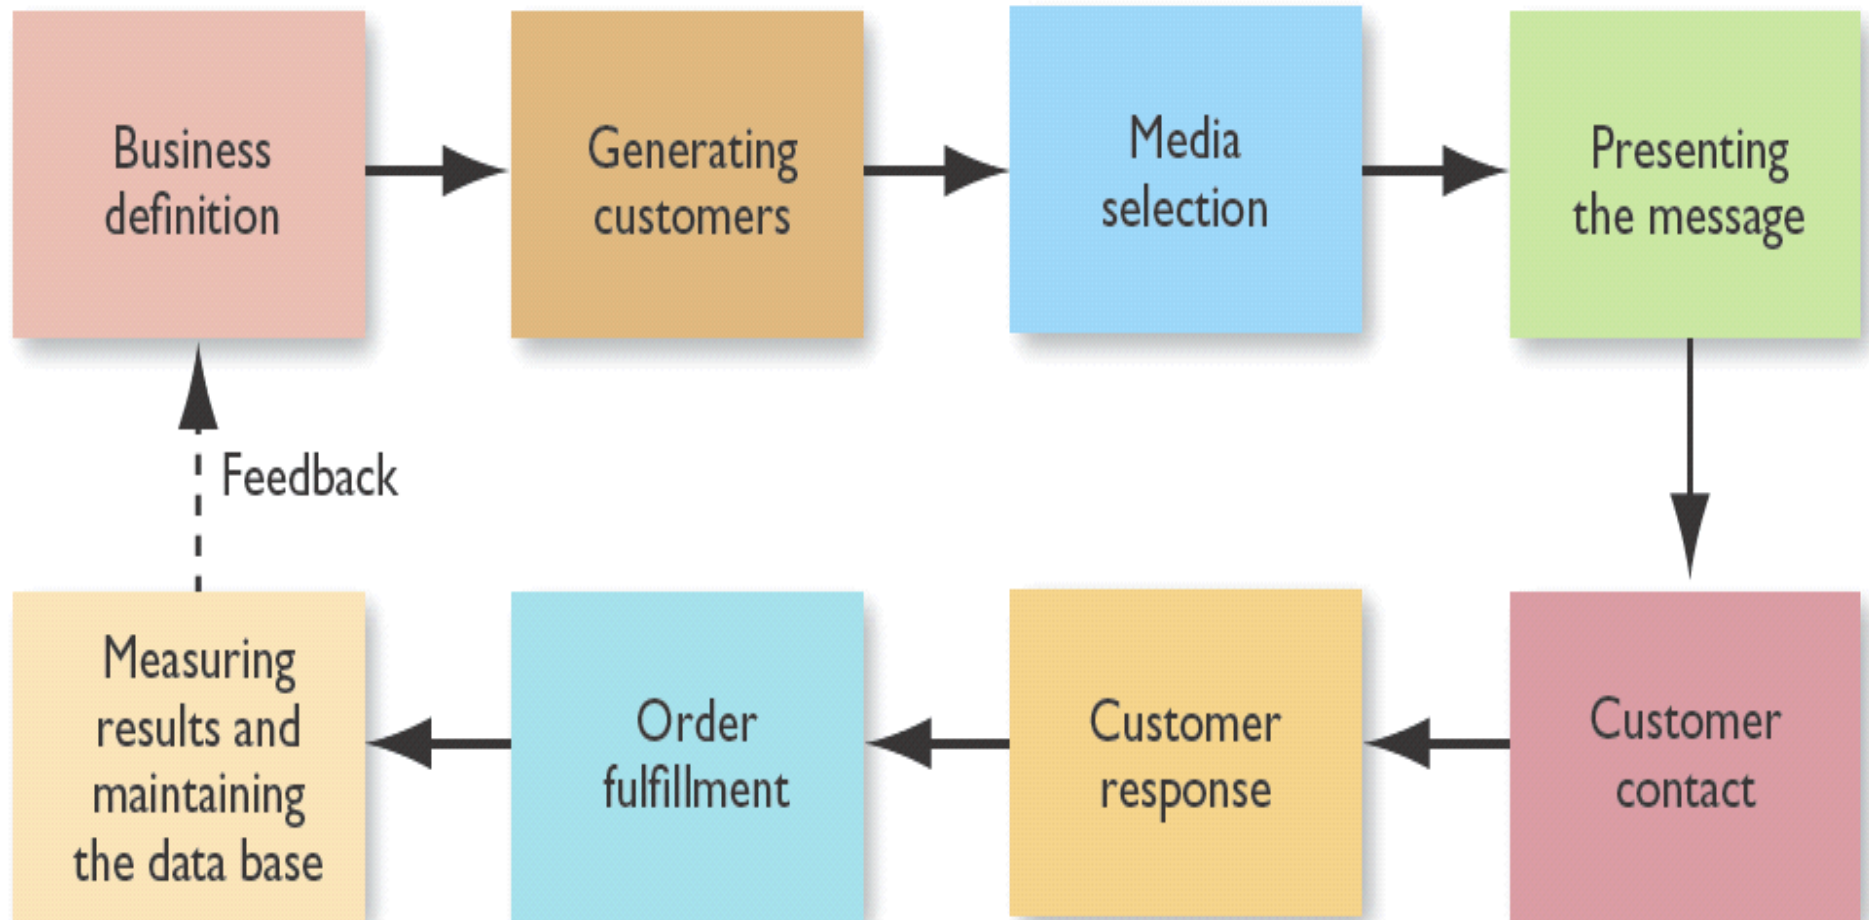 Business
definition
Generating
customers
Media
selection
Presenting
the message
Feedback
Measuring
results and
maintaining
the data base
Order
fulfillment
Customer
response
Customer
contact